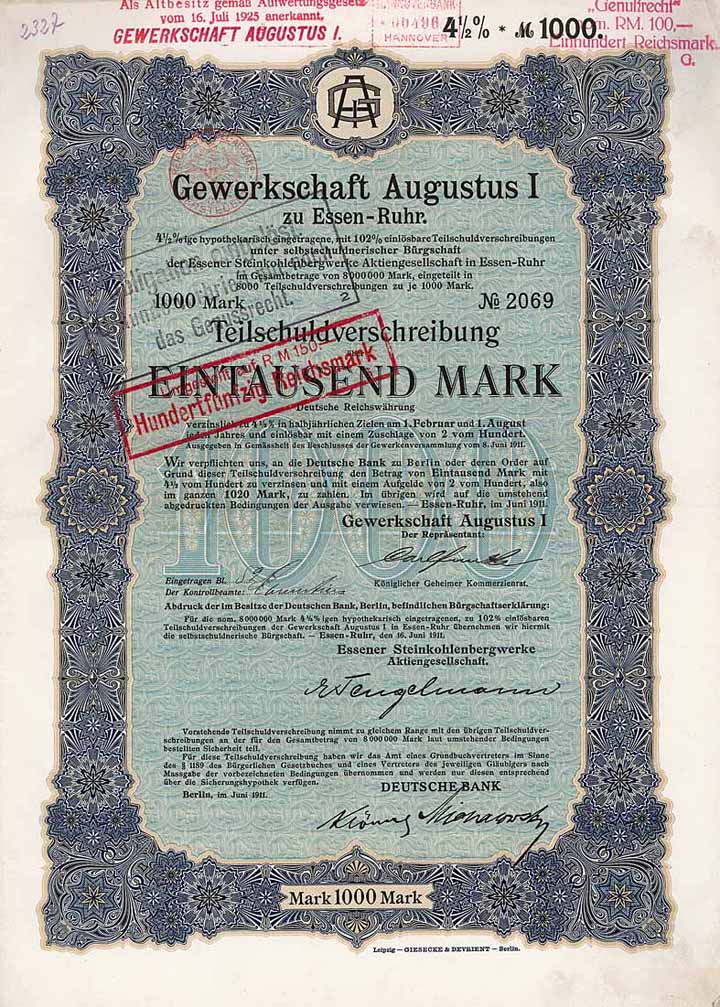 2327
Als Altbesitz gemäß Aufwertungsgesetz
vom 16. Juli 1925 anerkannt,
GEWERKSCHAFT AUGUSTUS I.
HANNOVER
4½% * M 1000.
„Genußrecht"
RM. 100,—
Einhundert Reichsmark.
G.
AG
Gewerkschaft Augustus I
zu Essen-Ruhr.
4½%ige hypothekarisch eingetragene, mit 102% einlösbare Teilschuldverschreibungen
unter selbstschuldnerischer Bürgschaft
der Essener Steinkohlenbergwerke Aktiengesellschaft in Essen-Ruhr
im Gesamtbetrage von 8000000 Mark, eingeteilt in
8000 Teilschuldverschreibungen zu je 1000 Mark.
das Genussrecht.
2
1000 Mark
№ 2069
Teilschuldverschreibung
R M 150.-
Hundertfünfzig Reichsmark
EINTAUSEND MARK
Deutsche Reichswährung
verzinslich zu 4½% in halbjährlichen Zielen am 1. Februar und 1. August
jeden Jahres und einlösbar mit einem Zuschlage von 2 vom Hundert.
Ausgegeben in Gemässheit des Beschlusses der Gewerkenversammlung vom 8. Juni 1911.
Wir verpflichten uns, an die Deutsche Bank zu Berlin oder deren Order auf
Grund dieser Teilschuldverschreibung den Betrag von Eintausend Mark mit
4½ vom Hundert zu verzinsen und mit einem Aufgelde von 2 vom Hundert, also
im ganzen 1020 Mark, zu zahlen. Im übrigen wird auf die umstehend
abgedruckten Bedingungen der Ausgabe verwiesen. — Essen-Ruhr, im Juni 1911.
1000
Gewerkschaft Augustus I
Der Repräsentant:
Königlicher Geheimer Kommerzienrat.
Eingetragen Bl.
Der Kontrollbeamte:
Abdruck der im Besitze der Deutschen Bank, Berlin, befindlichen Bürgschaftserklärung:
Für die nom. 8000000 Mark 4½%igen hypothekarisch eingetragenen, zu 102% einlösbaren
Teilschuldverschreibungen der Gewerkschaft Augustus I in Essen-Ruhr übernehmen wir hiermit
die selbstschuldnerische Bürgschaft. — Essen-Ruhr, den 16. Juni 1911.
Essener Steinkohlenbergwerke
Aktiengesellschaft.
ETengelmann
Vorstehende Teilschuldverschreibung nimmt zu gleichem Range mit den übrigen Teilschuldver-
schreibungen an der für den Gesamtbetrag von 8000000 Mark laut umstehender Bedingungen
bestellten Sicherheit teil.
Für diese Teilschuldverschreibung haben wir das Amt eines Grundbuchvertreters im Sinne
des § 1189 des Bürgerlichen Gesetzbuches und eines Vertreters des jeweiligen Gläubigers nach
Massgabe der vorbezeichneten Bedingungen übernommen und werden nur diesen entsprechend
über die Sicherungshypothek verfügen.
DEUTSCHE BANK
Berlin, im Juni 1911.
Mark 1000 Mark
Leipzig — GIESECKE & DEVRIENT — Berlin.